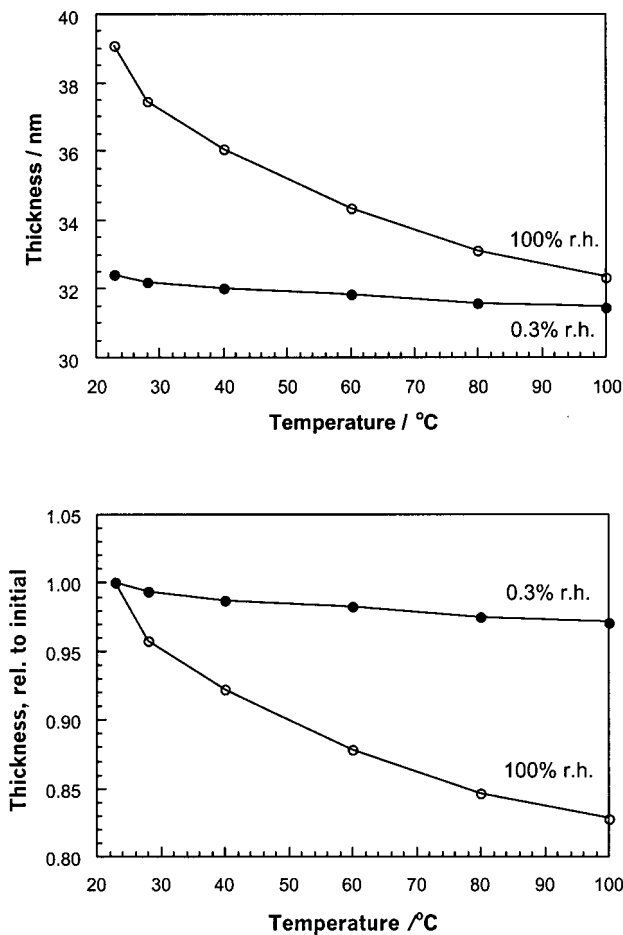 40
38
36
34
32
30
Thickness / nm
100% r.h.
0.3% r.h.
20 30 40 50 60 70 80 90 100
Temperature / °C
1.05
1.00
0.95
0.90
0.85
0.80
Thickness, rel. to initial
0.3% r.h.
100% r.h.
20 30 40 50 60 70 80 90 100
Temperature /°C